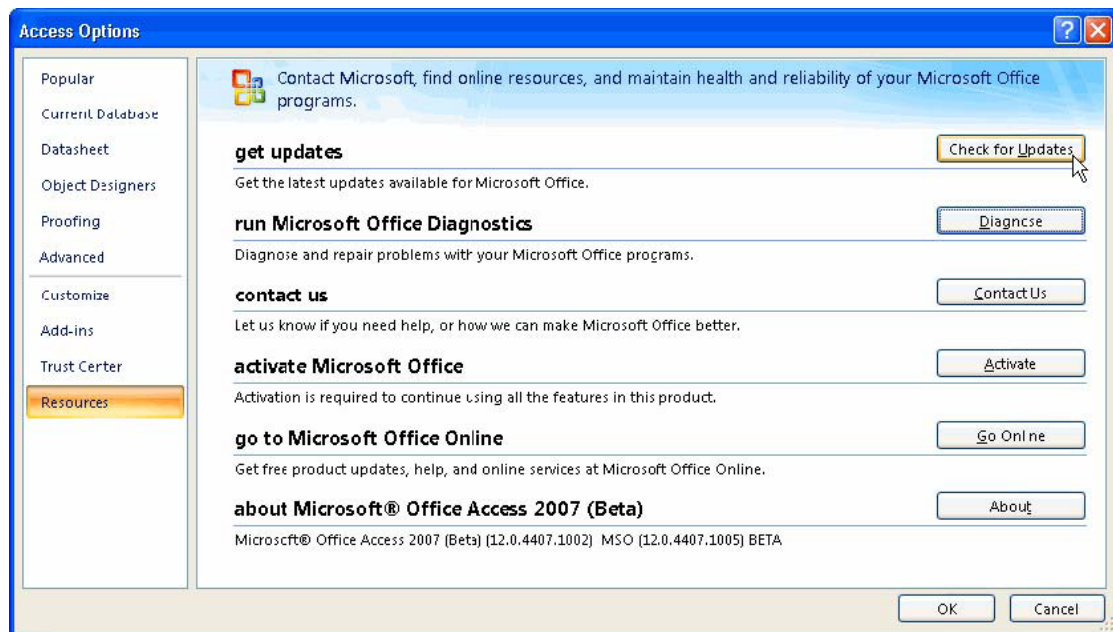 Access Options
Popular
Current Database
Datasheet
Object Designers
Proofing
Advanced
Customize
Add-ins
Trust Center
Resources
Contact Microsoft, find online resources, and maintain health and reliability of your Microsoft Office
programs.
get updates
Check for Updates
Get the latest updates available for Microsoft Office.
run Microsoft Office Diagnostics
Diagnose
Diagnose and repair problems with your Microsoft Office programs.
contact us
Contact Us
Let us know if you need help, or how we can make Microsoft Office better.
activate Microsoft Office
Activate
Activation is required to continue using all the features in this product.
go to Microsoft Office Online
Go Online
Get free product updates, help, and online services at Microsoft Office Online.
about Microsoft® Office Access 2007 (Beta)
About
Microsoft® Office Access 2007 (Beta) (12.0.4407.1002) MSO (12.0.4407.1005) BETA
OK
Cancel